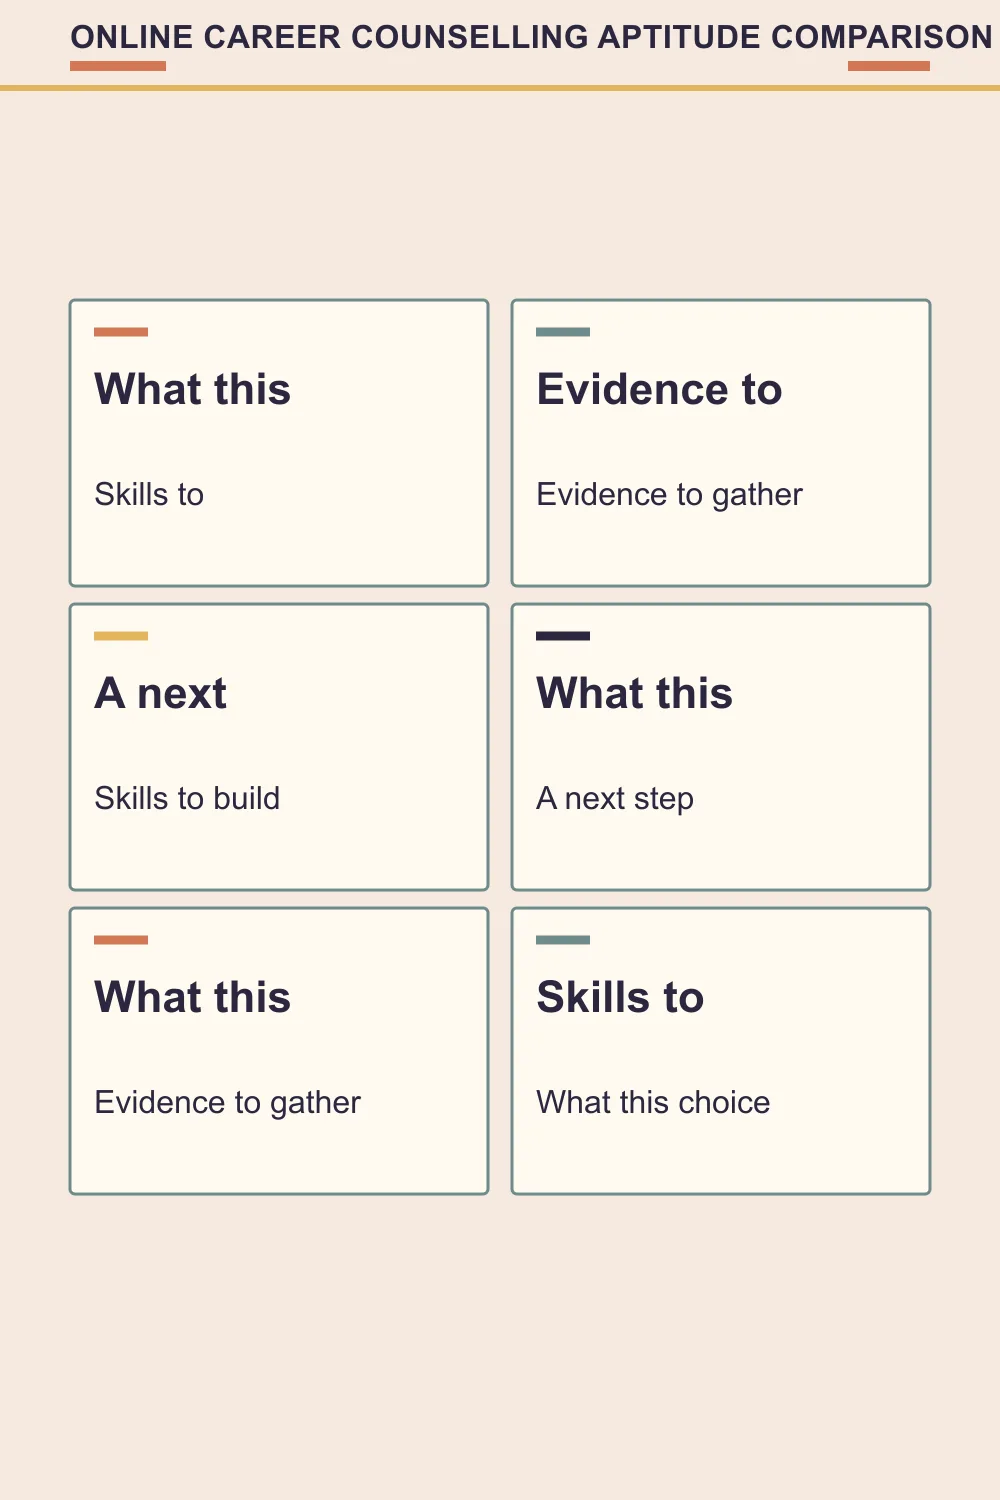 ONLINE CAREER COUNSELLING APTITUDE COMPARISON
What this
Skills to
Evidence to
Evidence to gather
A next
Skills to build
What this
A next step
What this
Evidence to gather
Skills to
What this choice